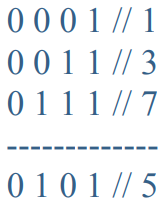 0 0 0 1 // 1
0 0 1 1 // 3
0 1 1 1 // 7
-------------
0 1 0 1 // 5